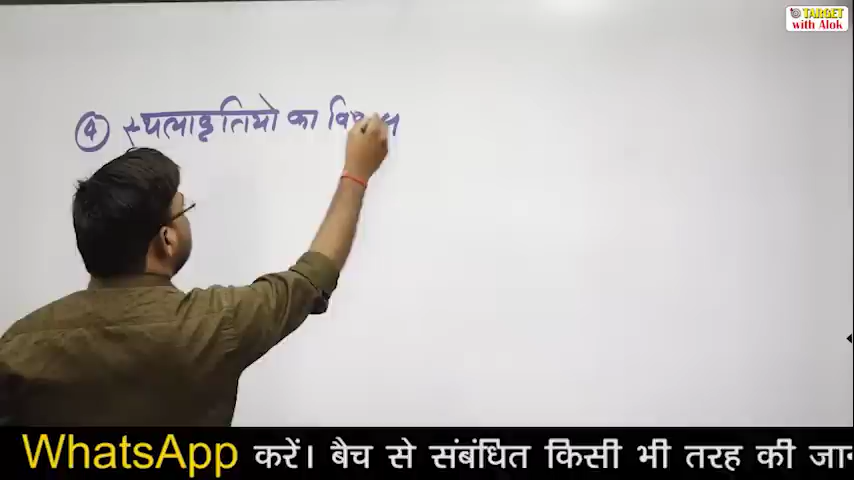 TARGET
with Alok
4 स्थलाकृतियो का
WhatsApp करें। बैच से संबंधित किसी भी तरह की